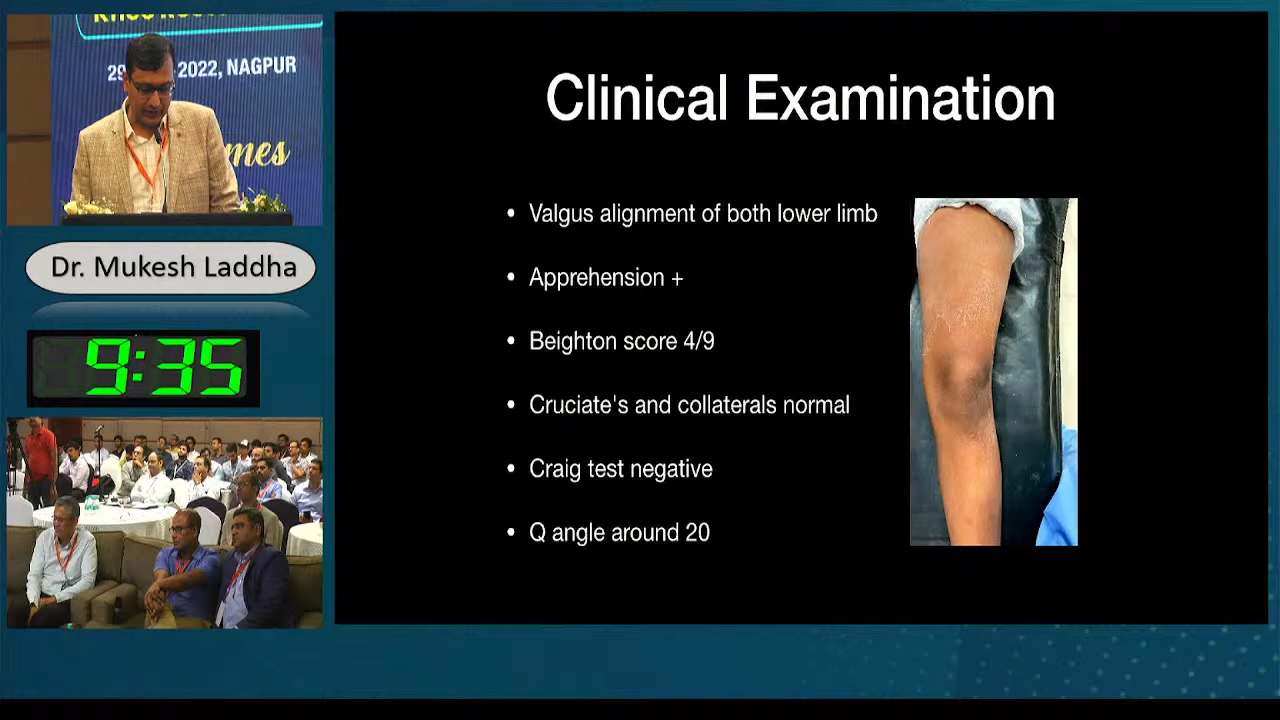 29
2022, NAGPUR
mes
Dr. Mukesh Laddha
9:35
Clinical Examination
• Valgus alignment of both lower limb
• Apprehension +
• Beighton score 4/9
• Cruciate's and collaterals normal
• Craig test negative
• Q angle around 20